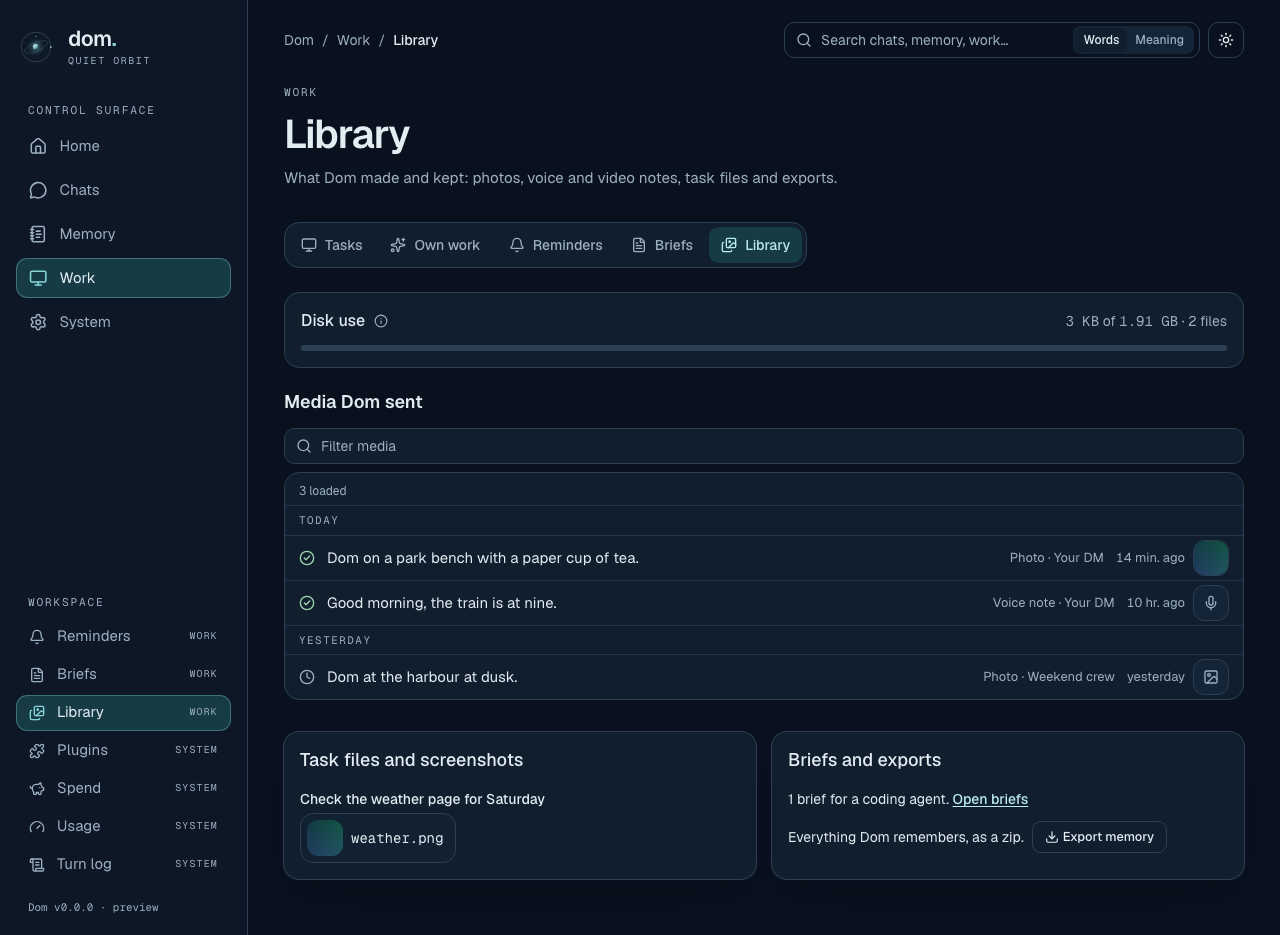 dom.
QUIET ORBIT
CONTROL SURFACE
Home
Chats
Memory
Work
System
WORKSPACE
Reminders WORK
Briefs WORK
Library WORK
Plugins SYSTEM
Spend SYSTEM
Usage SYSTEM
Turn log SYSTEM
Dom v0.0.0 · preview
Dom / Work / Library
Search chats, memory, work… Words Meaning
WORK
Library
What Dom made and kept: photos, voice and video notes, task files and exports.
Tasks Own work Reminders Briefs Library
Disk use 3 KB of 1.91 GB · 2 files
Media Dom sent
Filter media
3 loaded
TODAY
Dom on a park bench with a paper cup of tea. Photo · Your DM 14 min. ago
Good morning, the train is at nine. Voice note · Your DM 10 hr. ago
YESTERDAY
Dom at the harbour at dusk. Photo · Weekend crew yesterday
Task files and screenshots
Check the weather page for Saturday
weather.png
Briefs and exports
1 brief for a coding agent. Open briefs
Everything Dom remembers, as a zip. Export memory